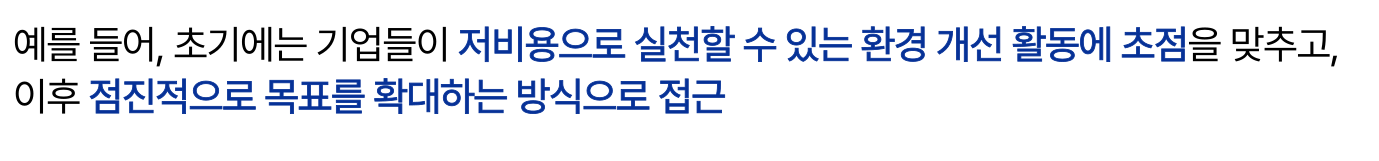 예를 들어, 초기에는 기업들이 저비용으로 실천할 수 있는 환경 개선 활동에 초점을 맞추고,
이후 점진적으로 목표를 확대하는 방식으로 접근